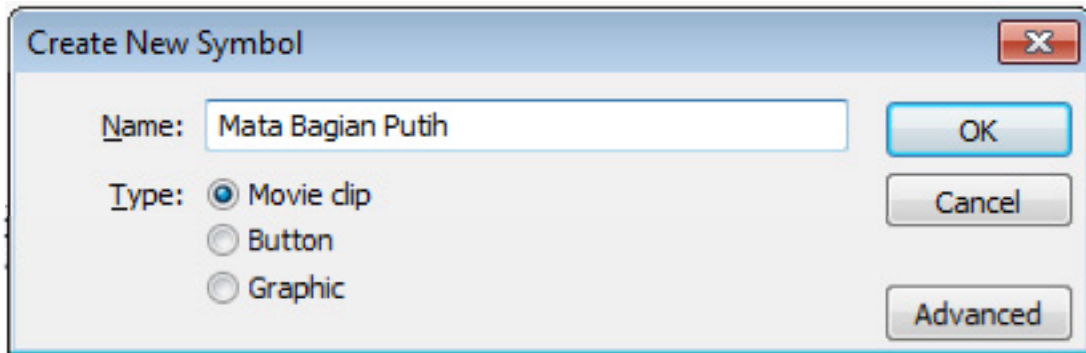 Create New Symbol
Name: Mata Bagian Putih
OK
Type: Movie clip
Cancel
Button
Graphic
Advanced